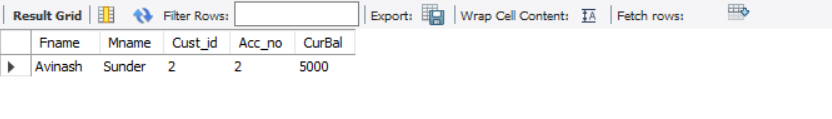 Result Grid Filter Rows: Export: Wrap Cell Content: IA Fetch rows:
Fname Mname Cust_id Acc_no CurBal
Avinash Sunder 2 2 5000